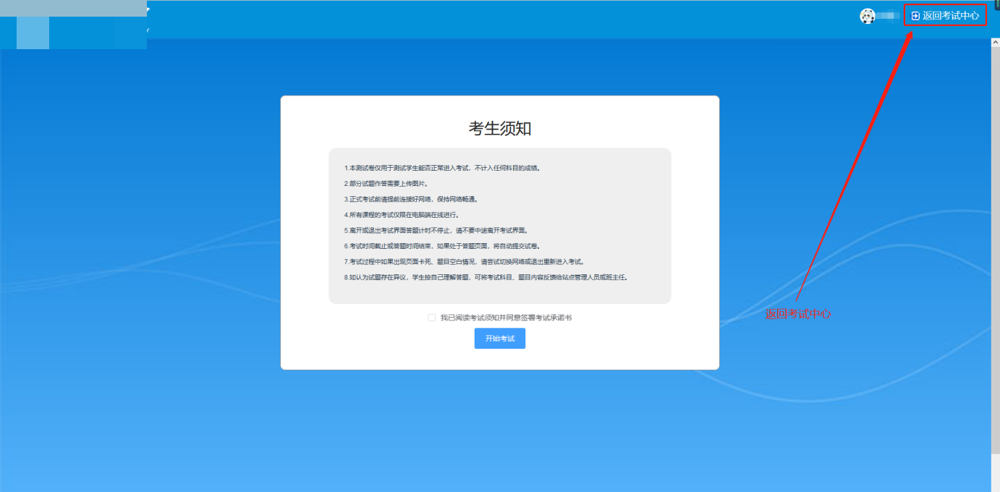 返回考试中心
考生须知
1.本测试卷仅用于测试学生能否正常进入考试，不计入任何科目的成绩。
2.部分试题作答需要上传图片。
3.正式考试前请提前连接好网络，保持网络畅通。
4.所有课程的考试仅限在电脑端在线进行。
5.离开或退出考试界面答题计时不停止，请不要中途离开考试界面。
6.考试时间截止或答题时间结束，如果处于答题页面，将自动提交试卷。
7.考试过程中如果出现页面卡死、题目空白情况，请尝试切换网络或退出重新进入考试。
8.如认为试题存在异议，学生按自己理解答题，可将考试科目、题目内容反馈给站点管理人员或班主任。
我已阅读考试须知并同意签署考试承诺书
开始考试
返回考试中心